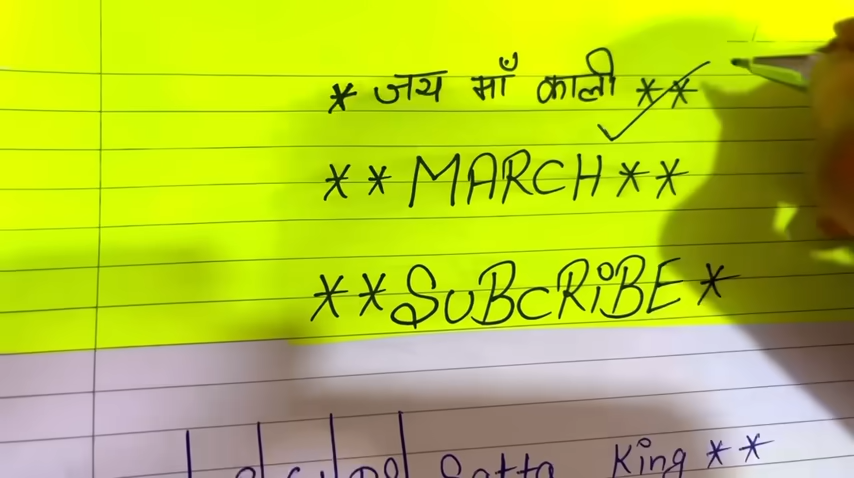 * जय माँ काली **
** MARCH **
** SUBCRiBE *
Satta King **